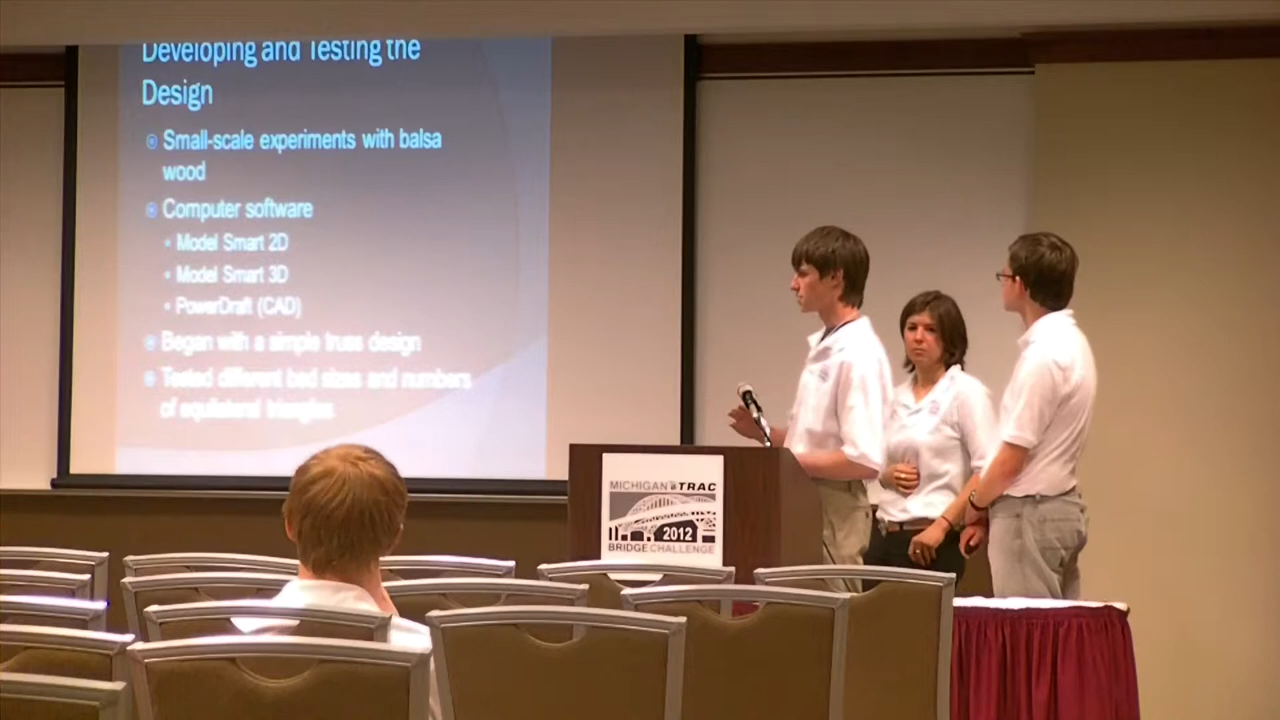 Developing and Testing the
Design
Small-scale experiments with balsa
wood
Computer software
Model Smart 2D
Model Smart 3D
PowerDraft (CAD)
Began with a simple truss design
Tested different bed sizes and numbers
of equilateral triangles
MICHIGAN TRAC
2012
BRIDGE CHALLENGE